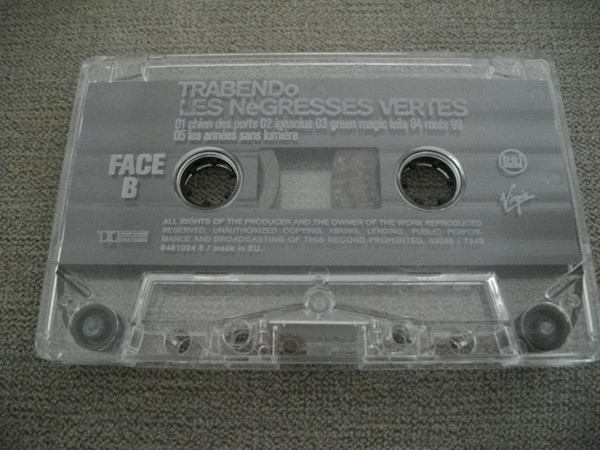 TRABENDo
LES NèGRESSES VERTES
01 chien des ports 02 ignacius 03 green magic leila 04 route 99
05 les années sans lumière
FACE
B
Virgin
ALL RIGHTS OF THE PRODUCER AND THE OWNER OF THE WORK REPRODUCED
RESERVED. UNAUTHORIZED COPYING, HIRING, LENDING, PUBLIC PERFOR-
MANCE AND BROADCASTING OF THIS RECORD PROHIBITED.
/ made in EU.